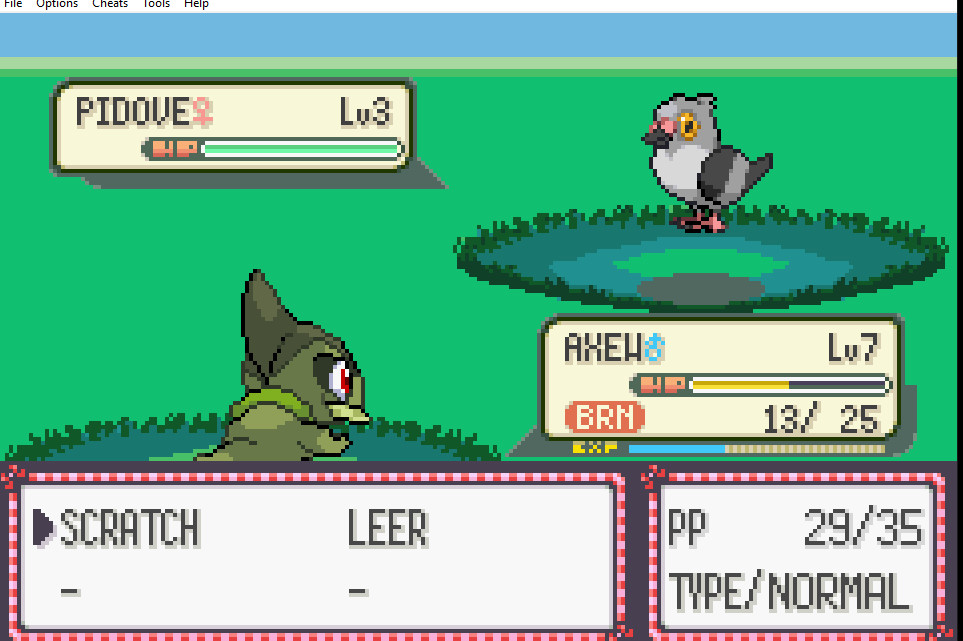 File Options Cheats Tools Help
PIDOVE♀ Lv3
HP
AXEW♂ Lv7
HP
BRN 13/ 25
EXP
SCRATCH LEER
- -
PP 29/35
TYPE/NORMAL